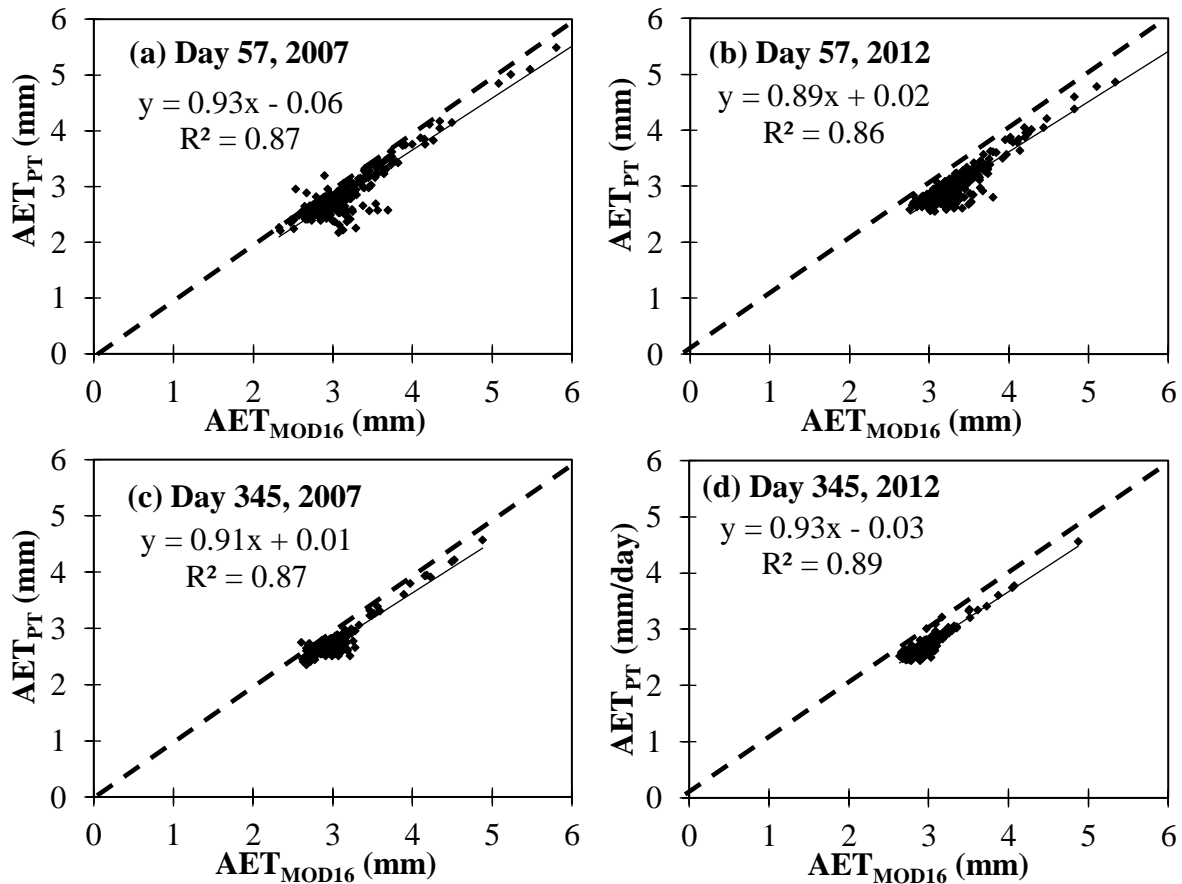 (a) Day 57, 2007
y = 0.93x - 0.06
R² = 0.87
AET_PT (mm)
6
5
4
3
2
1
0
0 1 2 3 4 5 6
AET_MOD16 (mm)
(b) Day 57, 2012
y = 0.89x + 0.02
R² = 0.86
AET_PT (mm)
6
5
4
3
2
1
0
0 1 2 3 4 5 6
AET_MOD16 (mm)
(c) Day 345, 2007
y = 0.91x + 0.01
R² = 0.87
AET_PT (mm)
6
5
4
3
2
1
0
0 1 2 3 4 5 6
AET_MOD16 (mm)
(d) Day 345, 2012
y = 0.93x - 0.03
R² = 0.89
AET_PT (mm/day)
6
5
4
3
2
1
0
0 1 2 3 4 5 6
AET_MOD16 (mm)